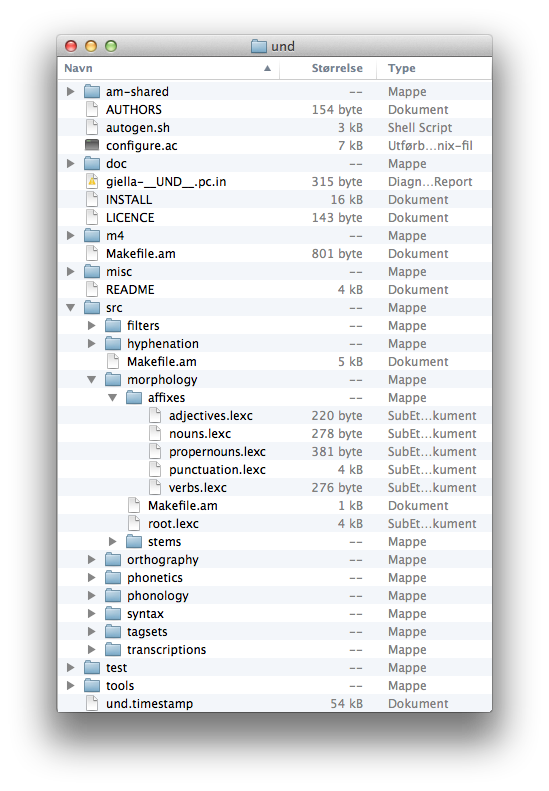 und
Navn Størrelse Type
am-shared -- Mappe
AUTHORS 154 byte Dokument
autogen.sh 3 kB Shell Script
configure.ac 7 kB Utførb...nix-fil
doc -- Mappe
giella-__UND__.pc.in 315 byte Diagn...Report
INSTALL 16 kB Dokument
LICENCE 143 byte Dokument
m4 -- Mappe
Makefile.am 801 byte Dokument
misc -- Mappe
README 4 kB Dokument
src -- Mappe
filters -- Mappe
hyphenation -- Mappe
Makefile.am 5 kB Dokument
morphology -- Mappe
affixes -- Mappe
adjectives.lexc 220 byte SubEt...kument
nouns.lexc 278 byte SubEt...kument
propernouns.lexc 381 byte SubEt...kument
punctuation.lexc 4 kB SubEt...kument
verbs.lexc 276 byte SubEt...kument
Makefile.am 1 kB Dokument
root.lexc 4 kB SubEt...kument
stems -- Mappe
orthography -- Mappe
phonetics -- Mappe
phonology -- Mappe
syntax -- Mappe
tagsets -- Mappe
transcriptions -- Mappe
test -- Mappe
tools -- Mappe
und.timestamp 54 kB Dokument